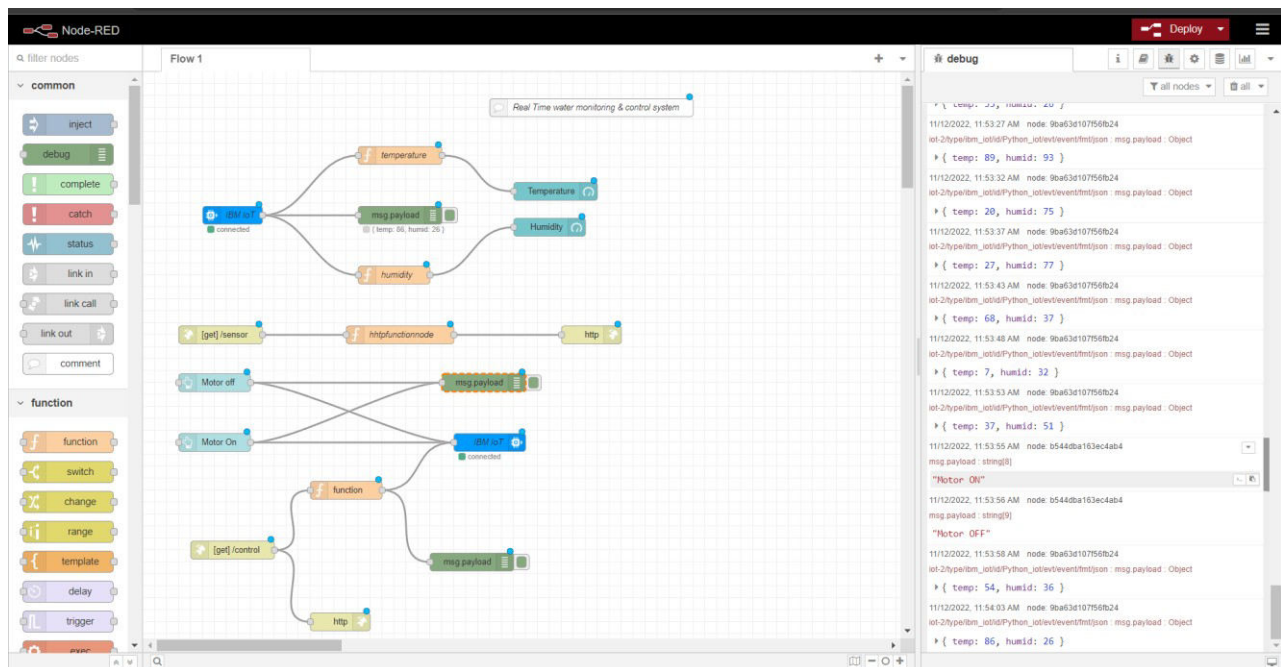 Node-RED
Deploy
filter nodes
common
inject
debug
complete
catch
status
link in
link call
link out
comment
function
function
switch
change
range
template
delay
trigger
exec
Flow 1
Real Time water monitoring & control system
temperature
IBM IoT
connected
msg.payload
{ temp: 86, humid: 26 }
humidity
Temperature
Humidity
[get] /sensor
hhtpfunctionnode
http
Motor off
msg.payload
Motor On
IBM IoT
connected
function
[get] /control
msg.payload
http
debug
all nodes
all
{ temp: 35, humid: 26 }
11/12/2022, 11:53:27 AM node: 9ba63d107f56fb24
iot-2/type/ibm_iot/id/Python_iot/evt/event/fmt/json : msg.payload : Object
{ temp: 89, humid: 93 }
11/12/2022, 11:53:32 AM node: 9ba63d107f56fb24
iot-2/type/ibm_iot/id/Python_iot/evt/event/fmt/json : msg.payload : Object
{ temp: 20, humid: 75 }
11/12/2022, 11:53:37 AM node: 9ba63d107f56fb24
iot-2/type/ibm_iot/id/Python_iot/evt/event/fmt/json : msg.payload : Object
{ temp: 27, humid: 77 }
11/12/2022, 11:53:43 AM node: 9ba63d107f56fb24
iot-2/type/ibm_iot/id/Python_iot/evt/event/fmt/json : msg.payload : Object
{ temp: 68, humid: 37 }
11/12/2022, 11:53:48 AM node: 9ba63d107f56fb24
iot-2/type/ibm_iot/id/Python_iot/evt/event/fmt/json : msg.payload : Object
{ temp: 7, humid: 32 }
11/12/2022, 11:53:53 AM node: 9ba63d107f56fb24
iot-2/type/ibm_iot/id/Python_iot/evt/event/fmt/json : msg.payload : Object
{ temp: 37, humid: 51 }
11/12/2022, 11:53:55 AM node: b544dba163ec4ab4
msg.payload : string[8]
"Motor ON"
11/12/2022, 11:53:56 AM node: b544dba163ec4ab4
msg.payload : string[9]
"Motor OFF"
11/12/2022, 11:53:58 AM node: 9ba63d107f56fb24
iot-2/type/ibm_iot/id/Python_iot/evt/event/fmt/json : msg.payload : Object
{ temp: 54, humid: 36 }
11/12/2022, 11:54:03 AM node: 9ba63d107f56fb24
iot-2/type/ibm_iot/id/Python_iot/evt/event/fmt/json : msg.payload : Object
{ temp: 86, humid: 26 }